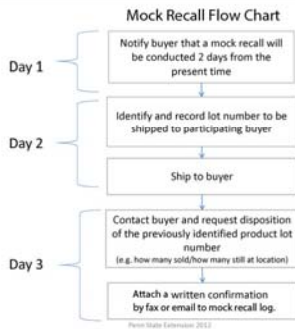 Mock Recall Flow Chart
Day 1
Notify buyer that a mock recall will
be conducted 2 days from the
present time
Day 2
Identify and record lot number to be
shipped to participating buyer
Ship to buyer
Day 3
Contact buyer and request disposition
of the previously identified product lot
number
(e.g. how many sold/how many still at location)
Attach a written confirmation
by fax or email to mock recall log.
Penn State Extension 2012